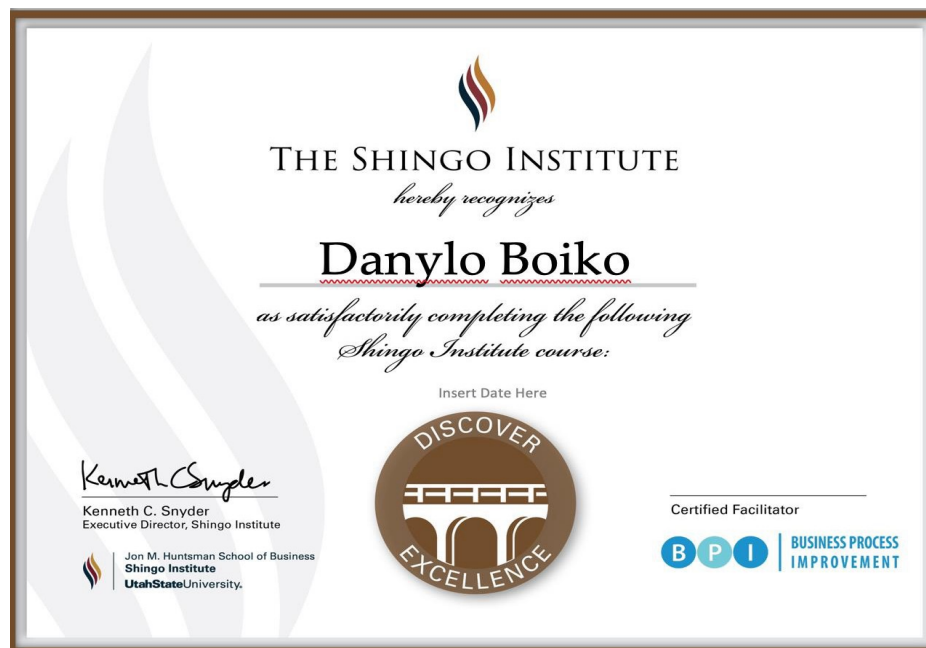 THE SHINGO INSTITUTE
hereby recognizes
Danylo Boiko
as satisfactorily completing the following
Shingo Institute course:
Insert Date Here
DISCOVER
EXCELLENCE
Kenneth C Snyder
Kenneth C. Snyder
Executive Director, Shingo Institute
Jon M. Huntsman School of Business
Shingo Institute
UtahStateUniversity.
Certified Facilitator
B P I
BUSINESS PROCESS
IMPROVEMENT